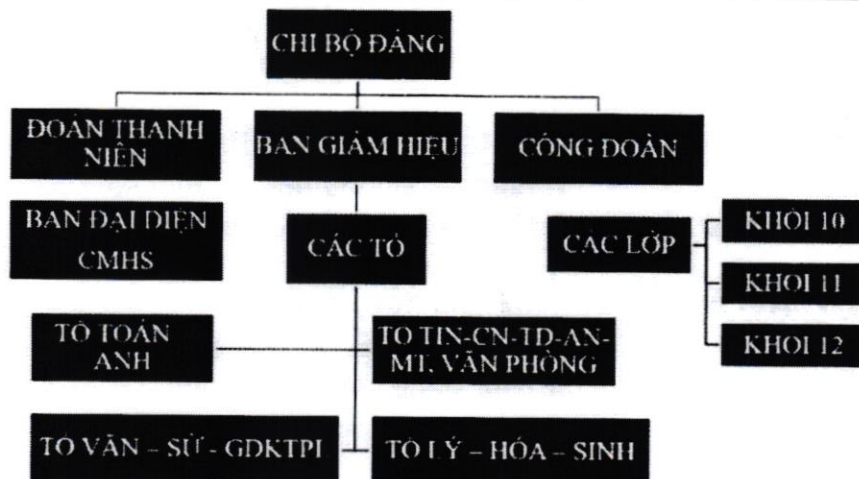 CHI BỘ ĐẢNG
ĐOÀN THANH
NIÊN
BAN GIÁM HIỆU
CÔNG ĐOÀN
BAN ĐẠI DIỆN
CMHS
CÁC TỔ
CÁC LỚP
KHỐI 10
KHỐI 11
KHỐI 12
TỔ TOÁN
ANH
TỔ TIN-CN-TD-AN-
MT, VĂN PHÒNG
TỔ VĂN – SỬ - GDKTPL
TỔ LÝ – HÓA – SINH